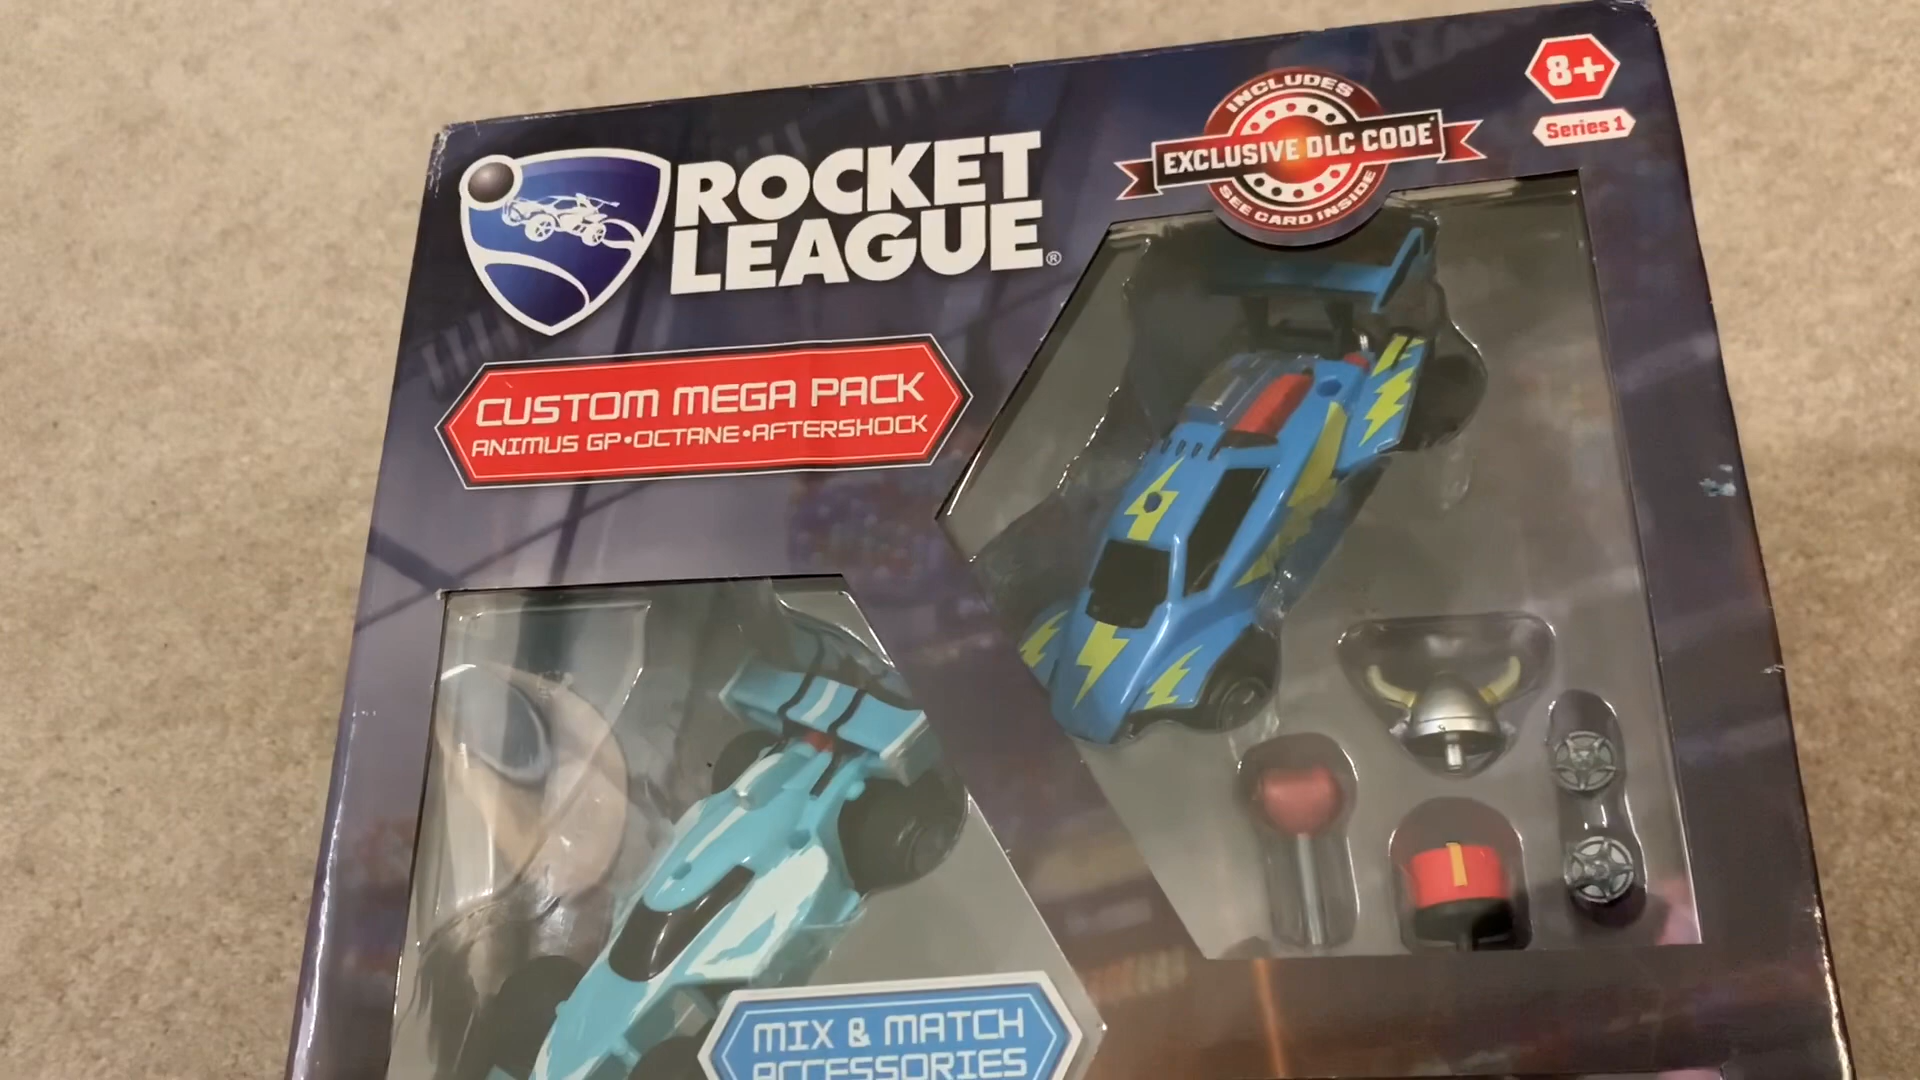 ROCKET
LEAGUE®
INCLUDES
EXCLUSIVE DLC CODE*
SEE CARD INSIDE
8+
Series 1
CUSTOM MEGA PACK
ANIMUS GP•OCTANE•AFTERSHOCK
MIX & MATCH
ACCESSORIES